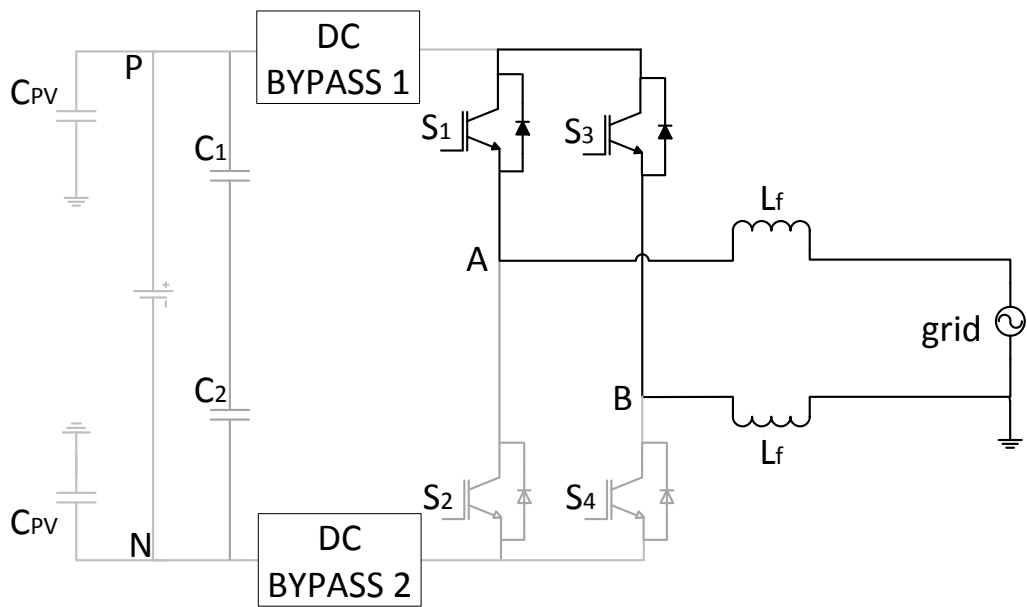 DC
BYPASS 1
P
CPV
C1
S1
S3
Lf
A
grid
C2
B
Lf
S2
S4
CPV
N
DC
BYPASS 2